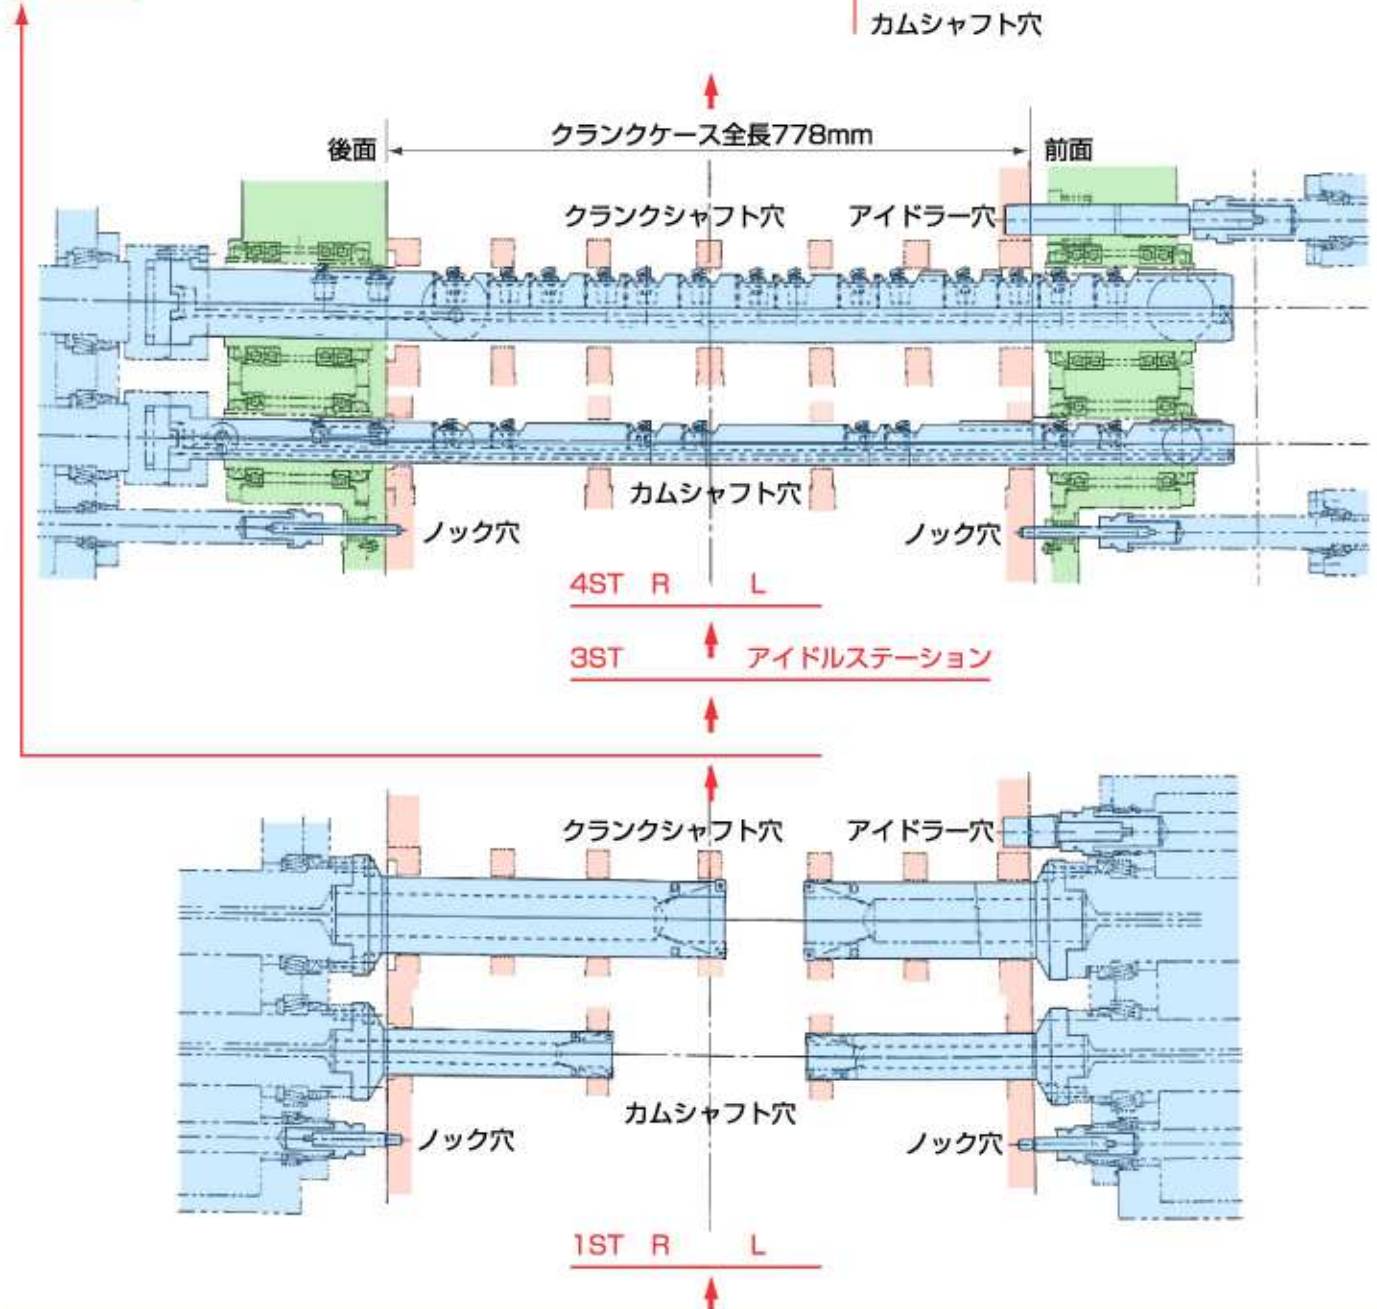 カムシャフト穴
クランクケース全長778mm
後面
前面
クランクシャフト穴
アイドラー穴
カムシャフト穴
ノック穴
ノック穴
4ST R L
3ST アイドルステーション
クランクシャフト穴
アイドラー穴
カムシャフト穴
ノック穴
ノック穴
1ST R L